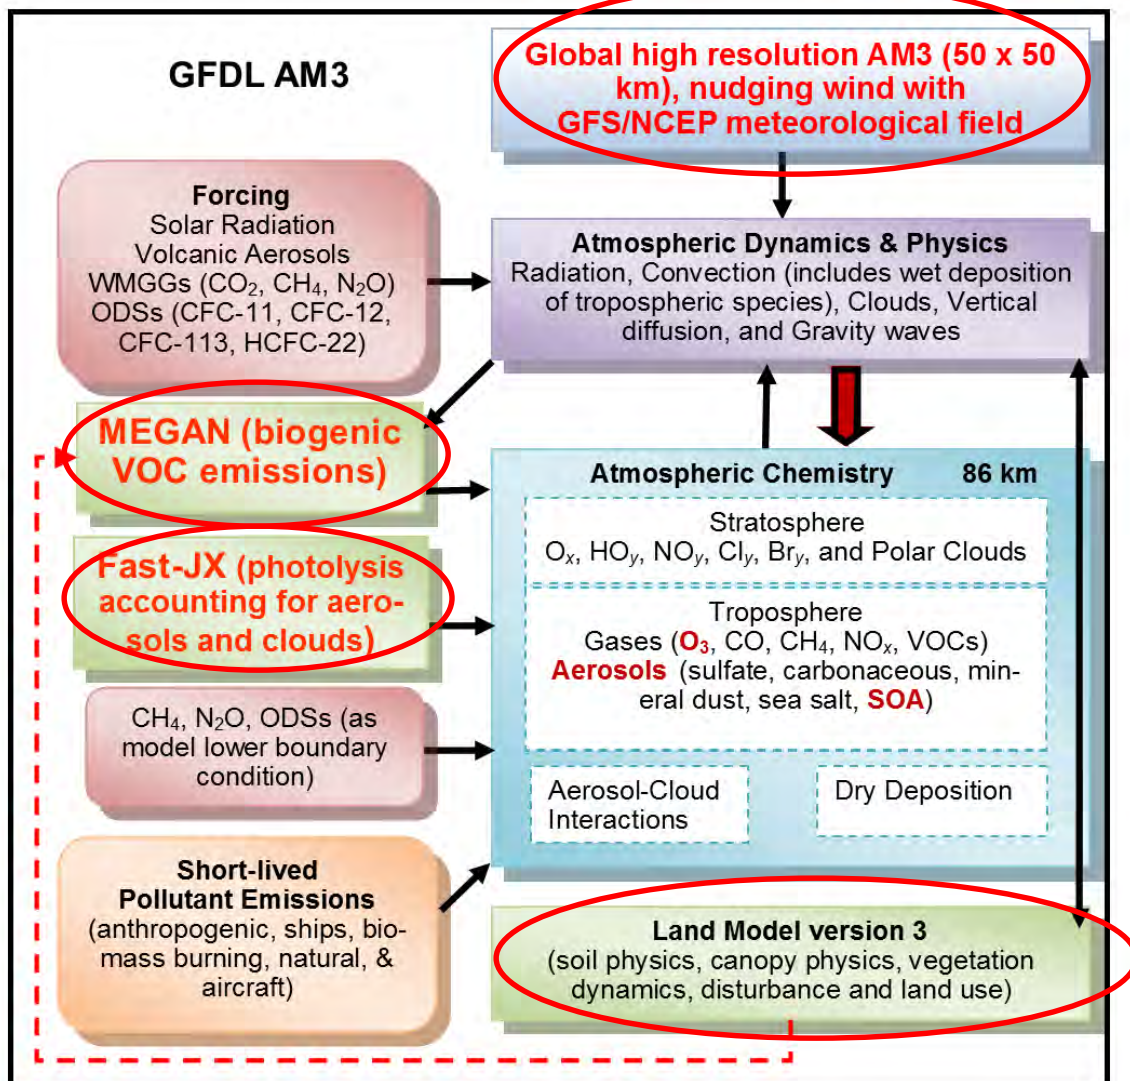 GFDL AM3
Global high resolution AM3 (50 x 50
km), nudging wind with
GFS/NCEP meteorological field
Forcing
Solar Radiation
Volcanic Aerosols
WMGGs (CO₂, CH₄, N₂O)
ODSs (CFC-11, CFC-12,
CFC-113, HCFC-22)
Atmospheric Dynamics & Physics
Radiation, Convection (includes wet deposition
of tropospheric species), Clouds, Vertical
diffusion, and Gravity waves
MEGAN (biogenic
VOC emissions)
Atmospheric Chemistry 86 km
Stratosphere
Oₓ, HOy, NOy, Cly, Bry, and Polar Clouds
Fast-JX (photolysis
accounting for aero-
sols and clouds)
Troposphere
Gases (O₃, CO, CH₄, NOₓ, VOCs)
Aerosols (sulfate, carbonaceous, min-
eral dust, sea salt, SOA)
CH₄, N₂O, ODSs (as
model lower boundary
condition)
Aerosol-Cloud
Interactions
Dry Deposition
Short-lived
Pollutant Emissions
(anthropogenic, ships, bio-
mass burning, natural, &
aircraft)
Land Model version 3
(soil physics, canopy physics, vegetation
dynamics, disturbance and land use)